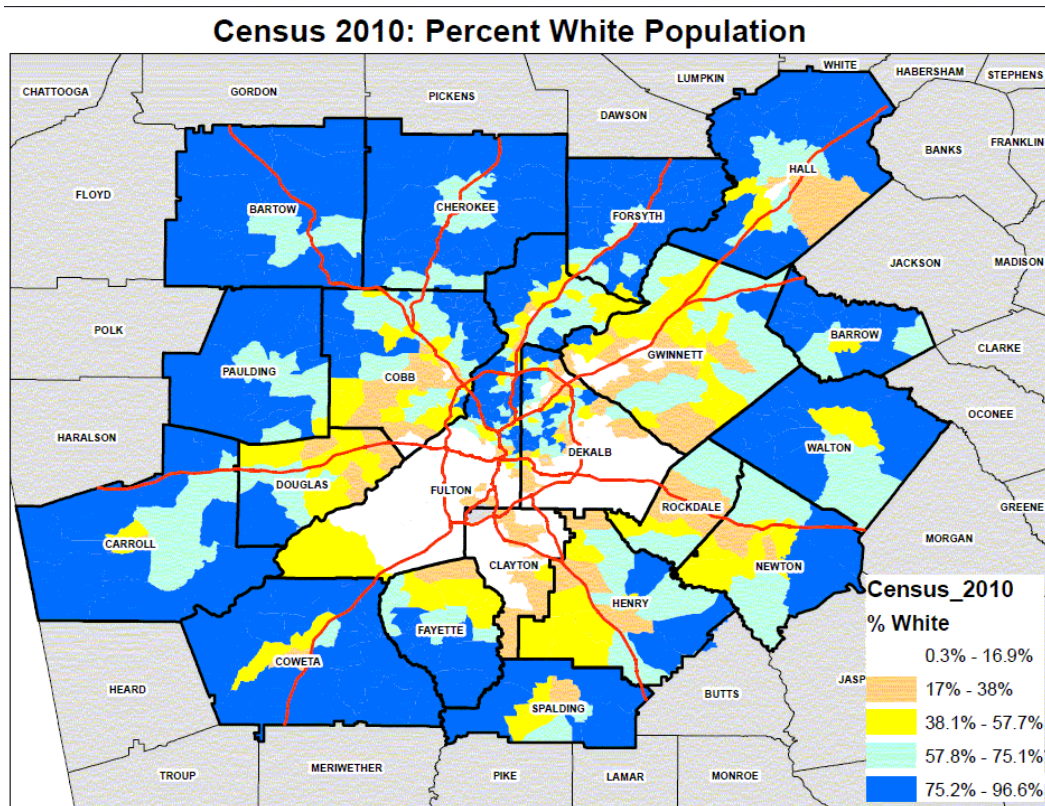 Census 2010: Percent White Population
WHITE
HABERSHAM
STEPHENS
LUMPKIN
CHATTOOGA
GORDON
PICKENS
DAWSON
FRANKLIN
BANKS
HALL
FLOYD
CHEROKEE
BARTOW
FORSYTH
MADISON
JACKSON
POLK
BARROW
CLARKE
GWINNETT
PAULDING
COBB
OCONEE
HARALSON
WALTON
DEKALB
DOUGLAS
FULTON
ROCKDALE
GREENE
MORGAN
CARROLL
CLAYTON
NEWTON
HENRY
FAYETTE
COWETA
HEARD
BUTTS
JASP
SPALDING
TROUP
MERIWETHER
PIKE
LAMAR
MONROE
Census_2010
% White
0.3% - 16.9%
17% - 38%
38.1% - 57.7%
57.8% - 75.1%
75.2% - 96.6%